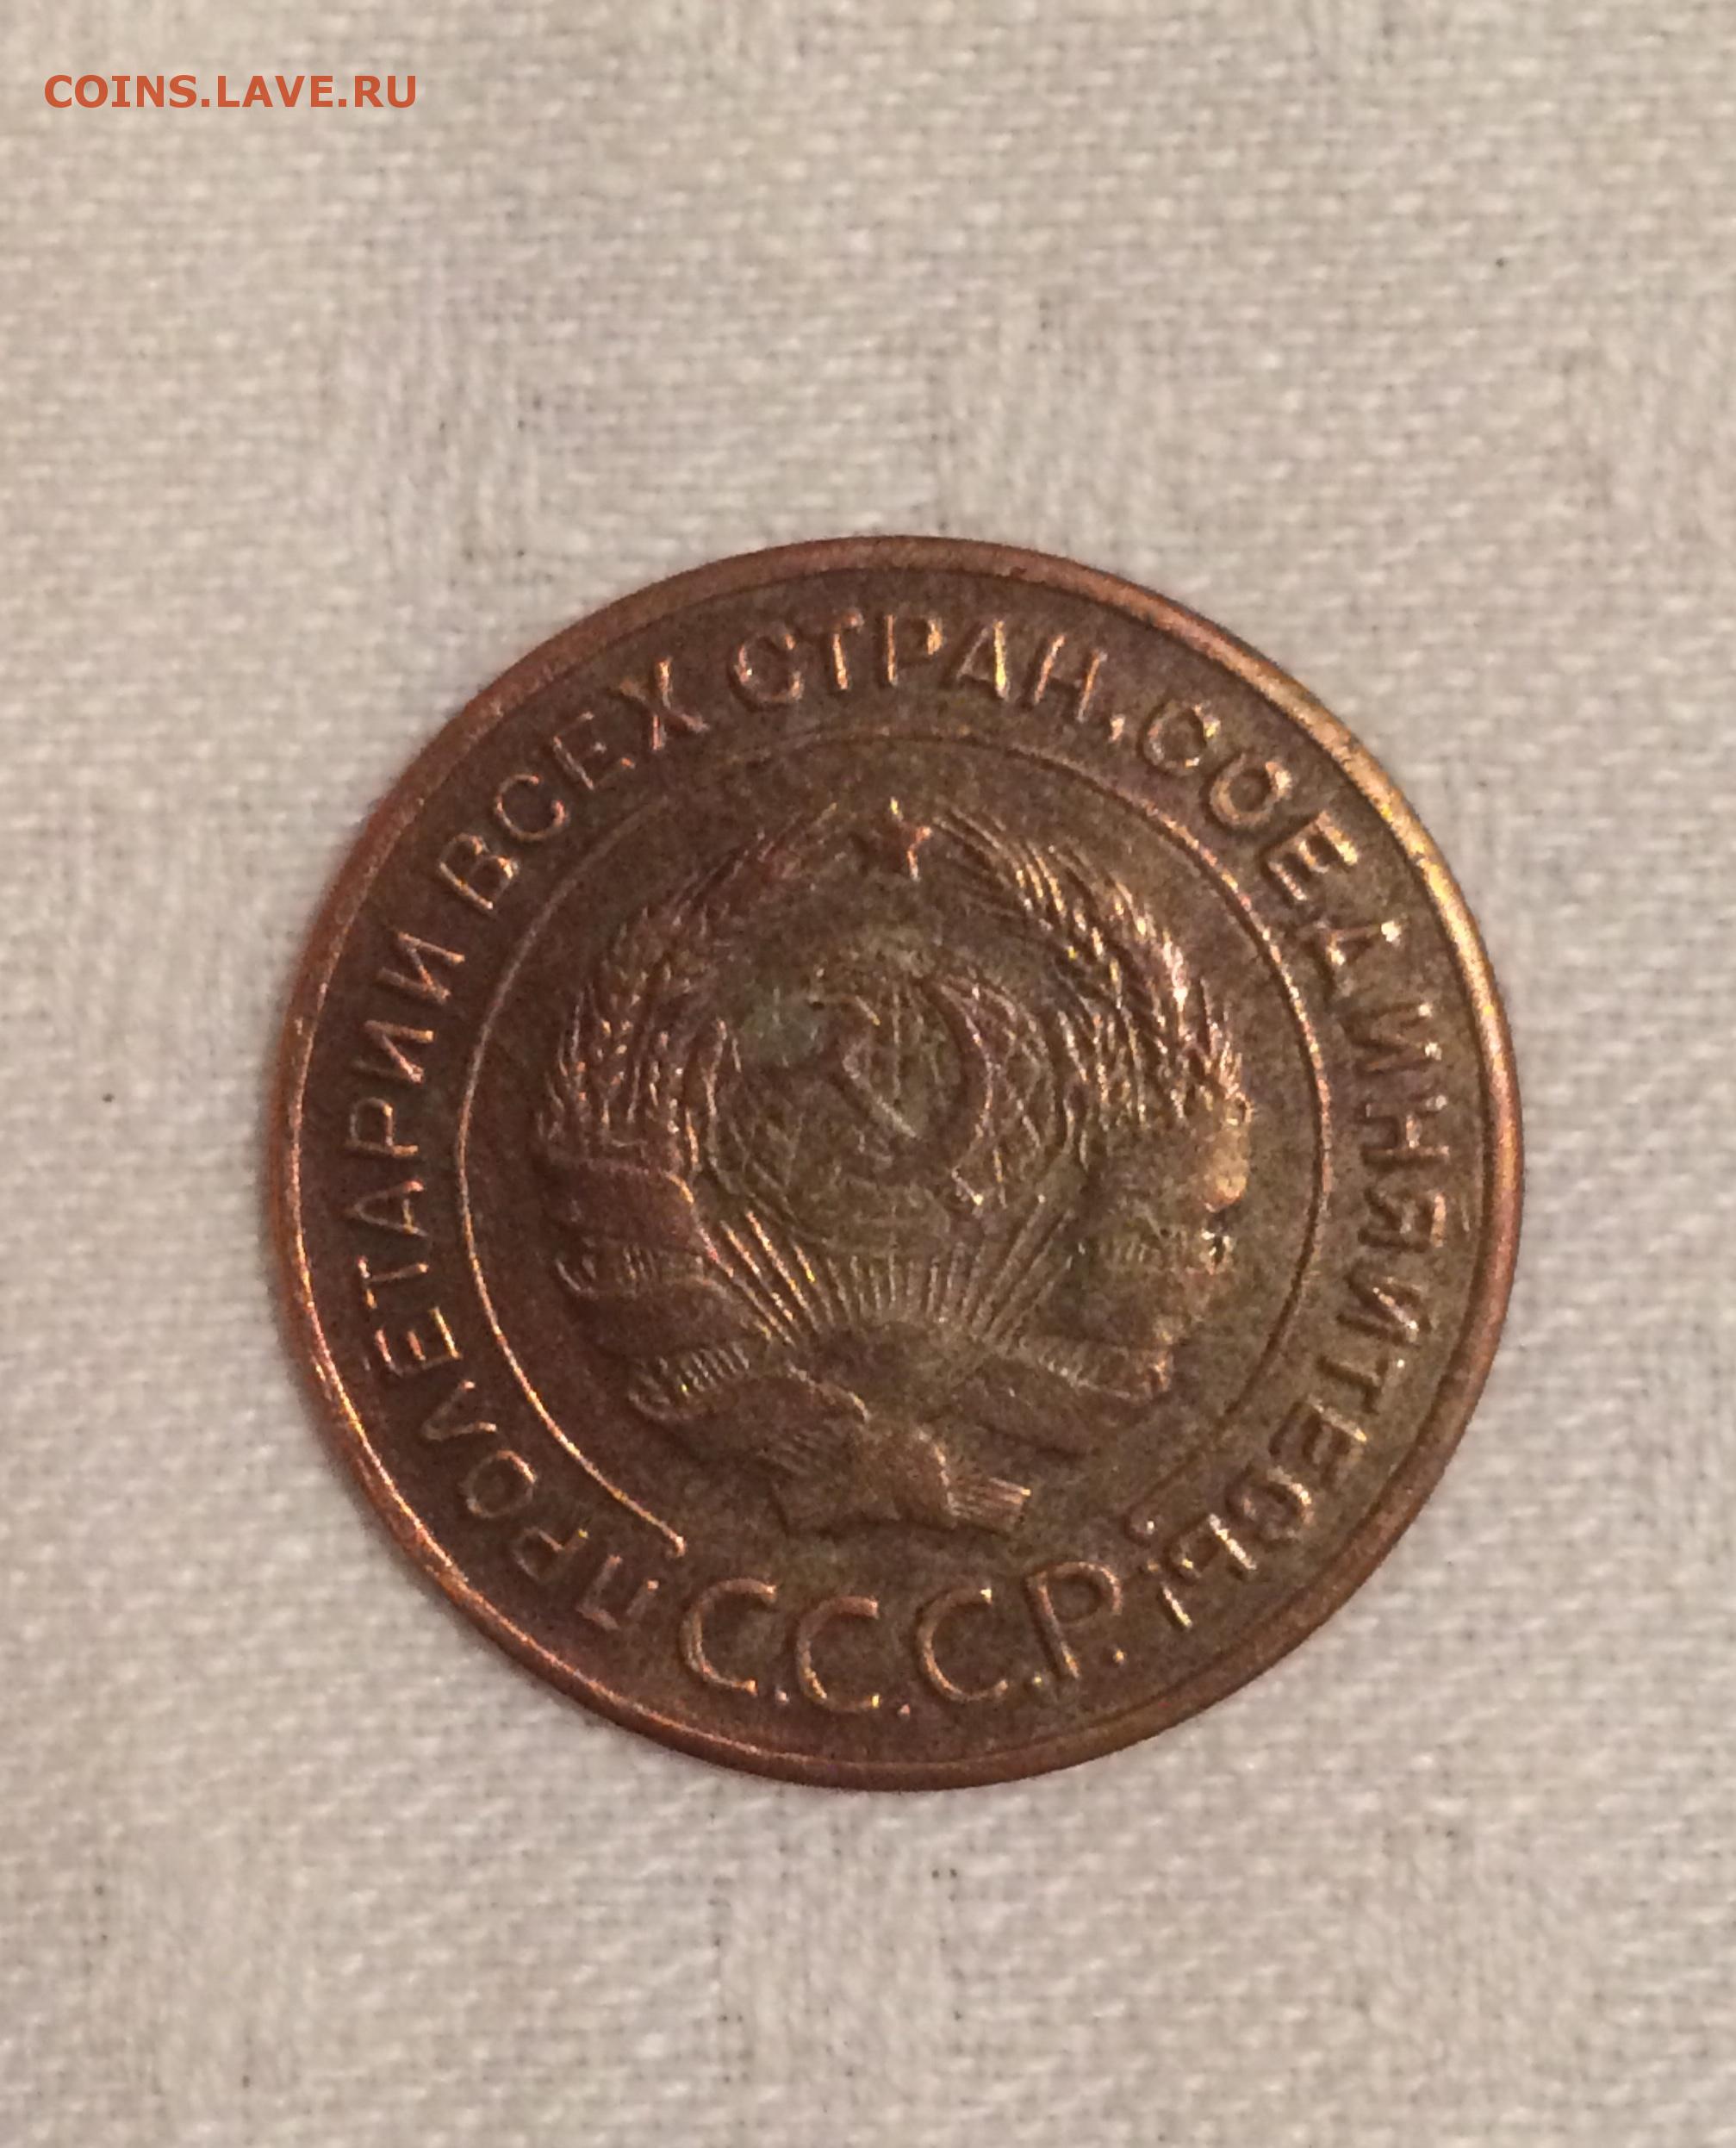 COINS.LAVE.RU
ПРОЛЕТАРИИ ВСЕХ СТРАН, СОЕДИНЯЙТЕСЬ!
С.С.С.Р.